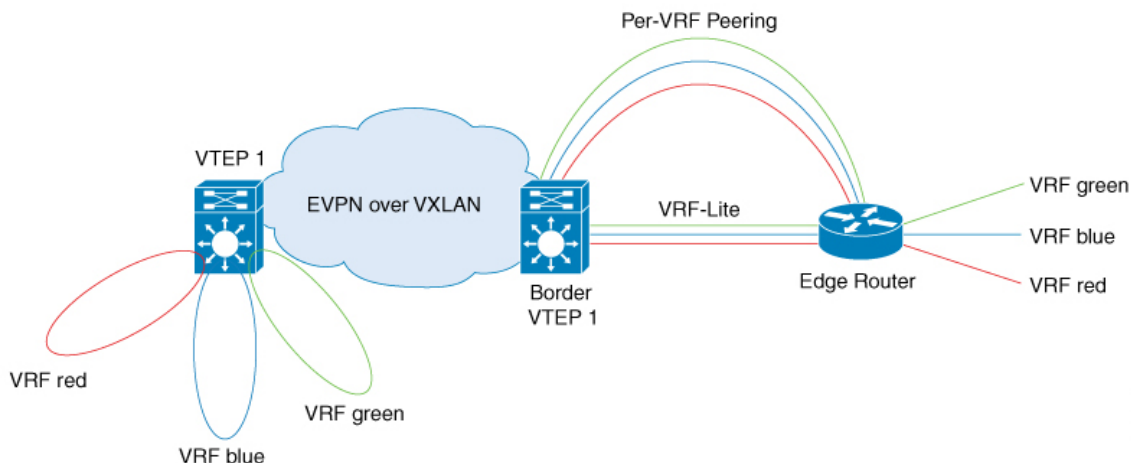 Per-VRF Peering
VTEP 1
EVPN over VXLAN
VRF-Lite
VRF green
VRF blue
VRF red
Edge Router
Border
VTEP 1
VRF red
VRF green
VRF blue